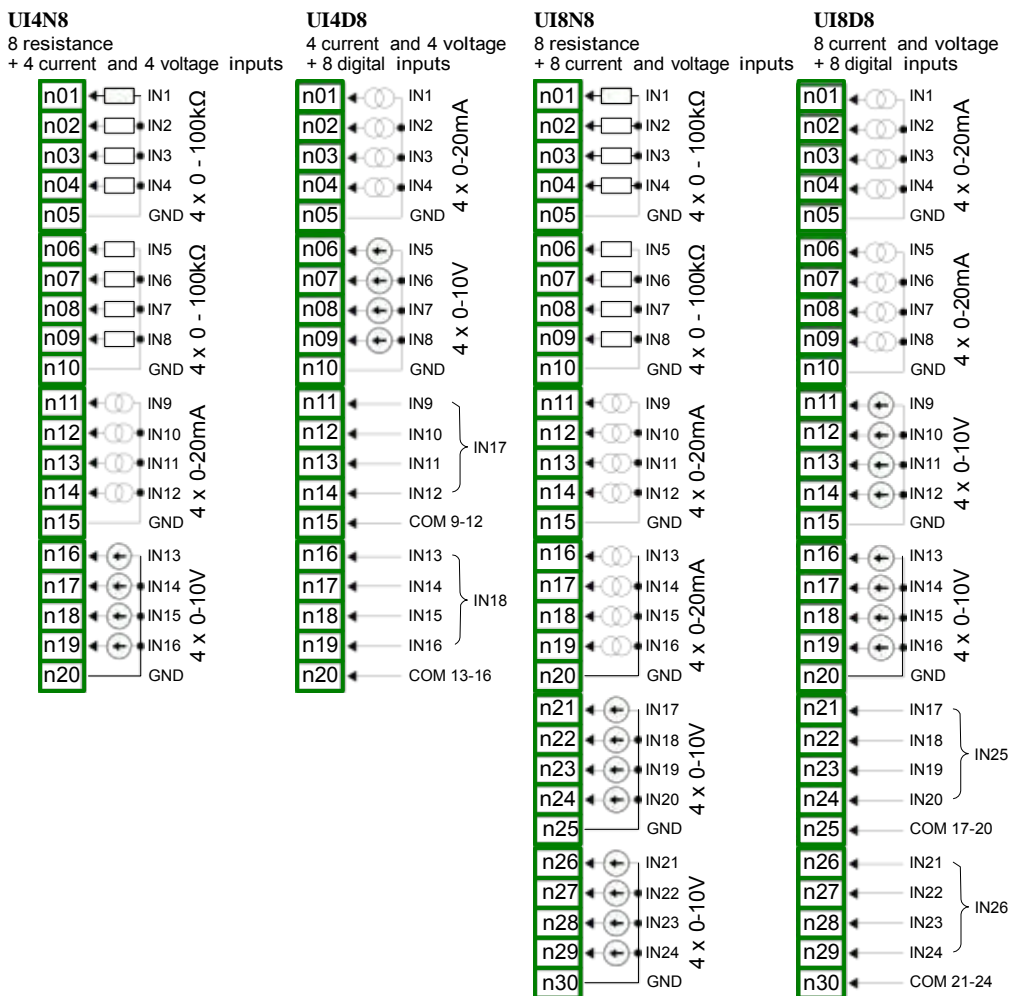 UI4N8
8 resistance
+ 4 current and 4 voltage inputs
n01 IN1
n02 IN2
n03 IN3
n04 IN4
n05 GND
4 x 0 - 100kΩ
n06 IN5
n07 IN6
n08 IN7
n09 IN8
n10 GND
4 x 0 - 100kΩ
n11 IN9
n12 IN10
n13 IN11
n14 IN12
n15 GND
4 x 0-20mA
n16 IN13
n17 IN14
n18 IN15
n19 IN16
n20 GND
4 x 0-10V
UI4D8
4 current and 4 voltage
+ 8 digital inputs
n01 IN1
n02 IN2
n03 IN3
n04 IN4
n05 GND
4 x 0-20mA
n06 IN5
n07 IN6
n08 IN7
n09 IN8
n10 GND
4 x 0-10V
n11 IN9
n12 IN10
n13 IN11
n14 IN12
IN17
n15 COM 9-12
n16 IN13
n17 IN14
n18 IN15
n19 IN16
IN18
n20 COM 13-16
UI8N8
8 resistance
+ 8 current and voltage inputs
n01 IN1
n02 IN2
n03 IN3
n04 IN4
n05 GND
4 x 0 - 100kΩ
n06 IN5
n07 IN6
n08 IN7
n09 IN8
n10 GND
4 x 0 - 100kΩ
n11 IN9
n12 IN10
n13 IN11
n14 IN12
n15 GND
4 x 0-20mA
n16 IN13
n17 IN14
n18 IN15
n19 IN16
n20 GND
4 x 0-20mA
n21 IN17
n22 IN18
n23 IN19
n24 IN20
n25 GND
4 x 0-10V
n26 IN21
n27 IN22
n28 IN23
n29 IN24
n30 GND
4 x 0-10V
UI8D8
8 current and voltage
+ 8 digital inputs
n01 IN1
n02 IN2
n03 IN3
n04 IN4
n05 GND
4 x 0-20mA
n06 IN5
n07 IN6
n08 IN7
n09 IN8
n10 GND
4 x 0-20mA
n11 IN9
n12 IN10
n13 IN11
n14 IN12
n15 GND
4 x 0-10V
n16 IN13
n17 IN14
n18 IN15
n19 IN16
n20 GND
4 x 0-10V
n21 IN17
n22 IN18
n23 IN19
n24 IN20
IN25
n25 COM 17-20
n26 IN21
n27 IN22
n28 IN23
n29 IN24
IN26
n30 COM 21-24